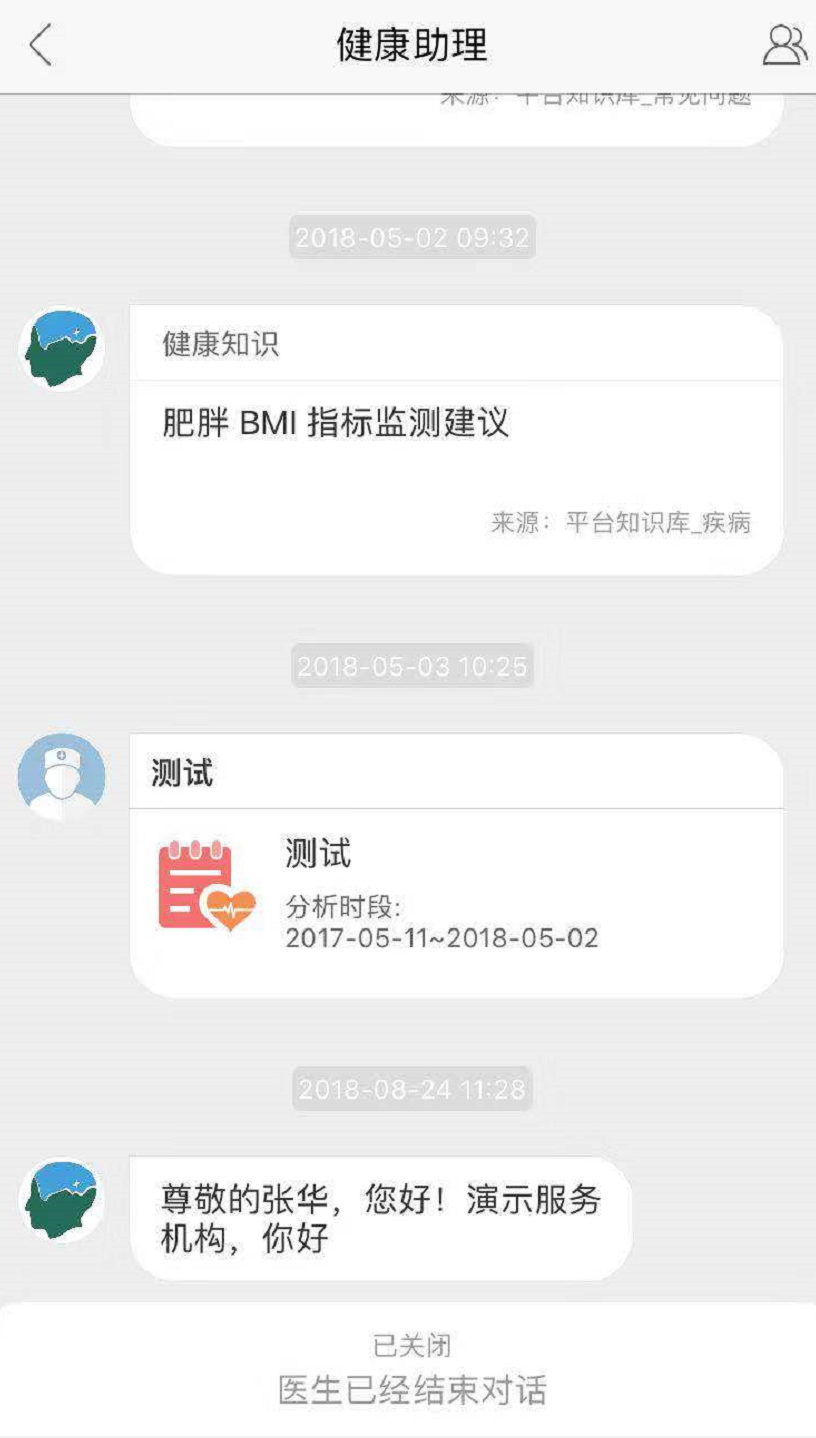 健康助理
来源：平台知识库_常见问题
2018-05-02 09:32
健康知识
肥胖 BMI 指标监测建议
来源：平台知识库_疾病
2018-05-03 10:25
测试
测试
分析时段:
2017-05-11~2018-05-02
2018-08-24 11:28
尊敬的张华，您好！演示服务
机构，你好
已关闭
医生已经结束对话